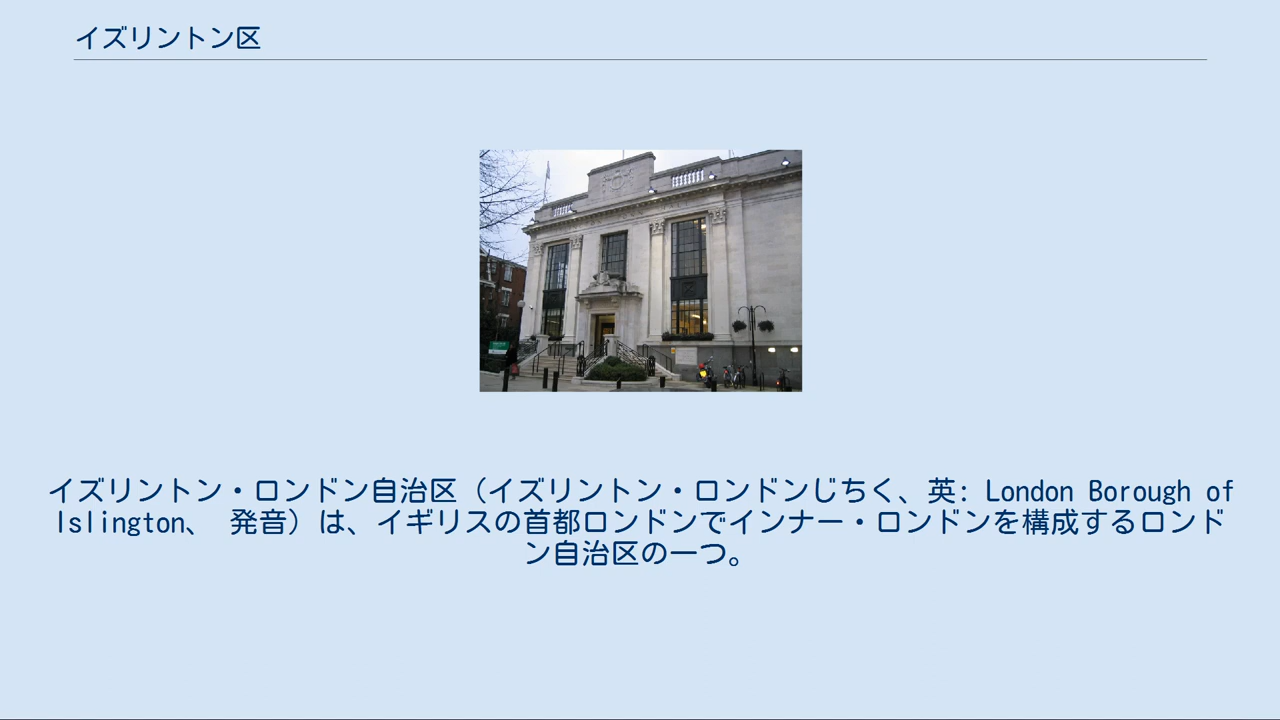 イズリントン区
イズリントン・ロンドン自治区（イズリントン・ロンドンじちく、英: London Borough of
Islington、 発音）は、イギリスの首都ロンドンでインナー・ロンドンを構成するロンド
ン自治区の一つ。